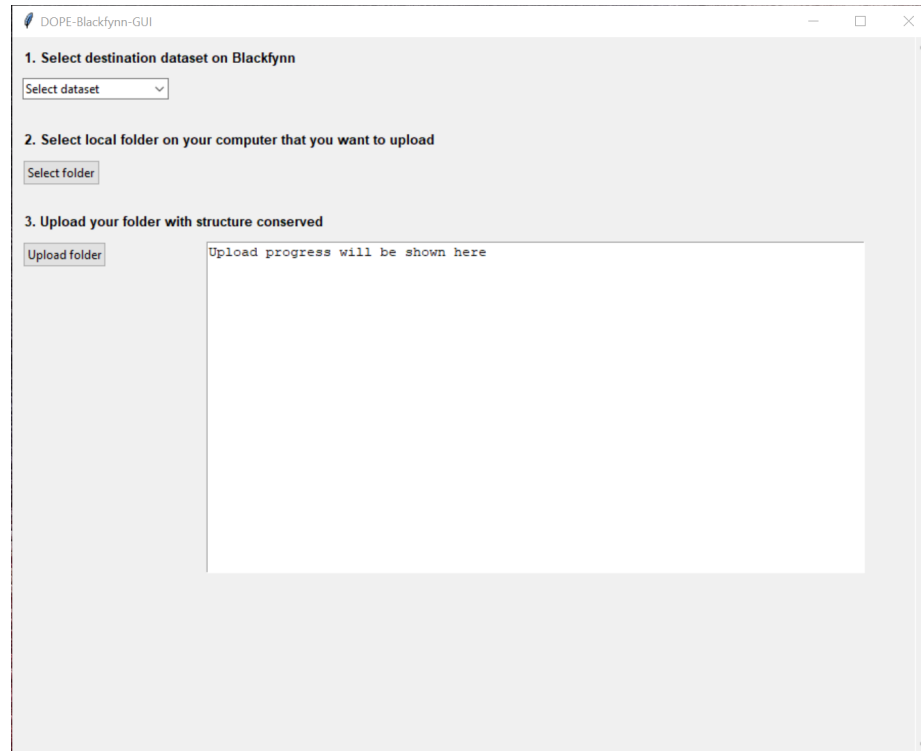 DOPE-Blackfynn-GUI
1. Select destination dataset on Blackfynn
Select dataset
2. Select local folder on your computer that you want to upload
Select folder
3. Upload your folder with structure conserved
Upload folder
Upload progress will be shown here